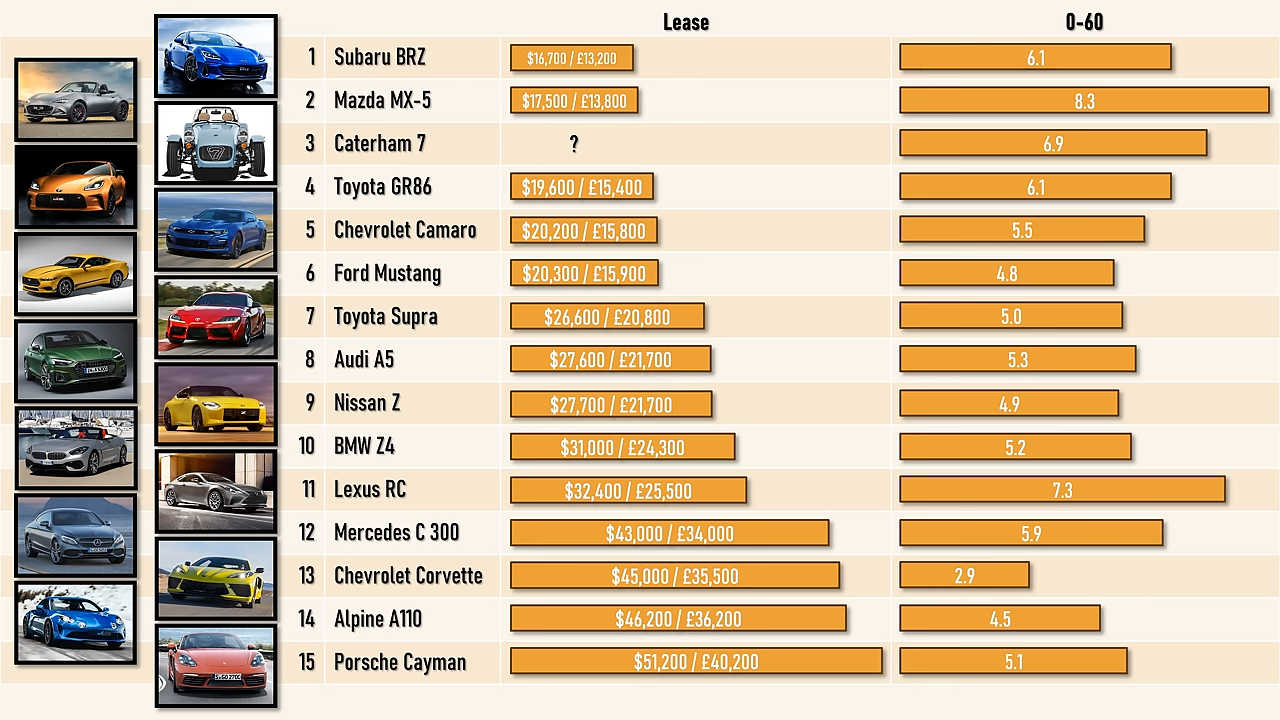 Lease 0-60
1 Subaru BRZ $16,700 / £13,200 6.1
2 Mazda MX-5 $17,500 / £13,800 8.3
3 Caterham 7 ? 6.9
4 Toyota GR86 $19,600 / £15,400 6.1
5 Chevrolet Camaro $20,200 / £15,800 5.5
6 Ford Mustang $20,300 / £15,900 4.8
7 Toyota Supra $26,600 / £20,800 5.0
8 Audi A5 $27,600 / £21,700 5.3
9 Nissan Z $27,700 / £21,700 4.9
10 BMW Z4 $31,000 / £24,300 5.2
11 Lexus RC $32,400 / £25,500 7.3
12 Mercedes C 300 $43,000 / £34,000 5.9
13 Chevrolet Corvette $45,000 / £35,500 2.9
14 Alpine A110 $46,200 / £36,200 4.5
15 Porsche Cayman $51,200 / £40,200 5.1